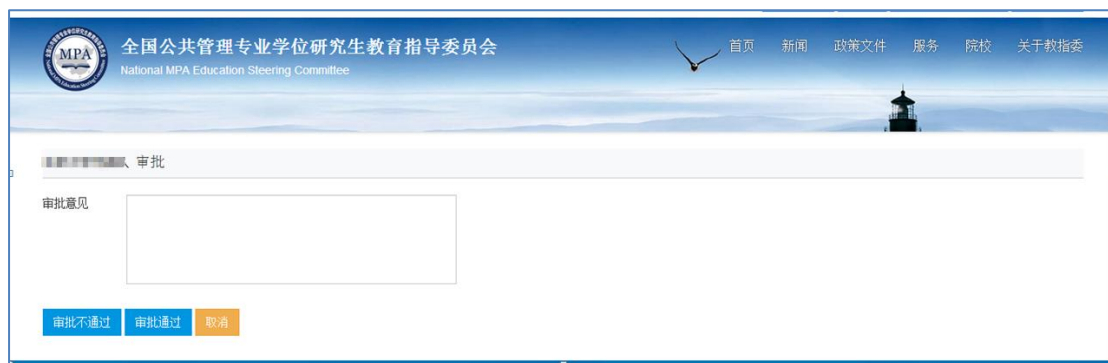 MPA
全国公共管理专业学位研究生教育指导委员会
National MPA Education Steering Committee
首页 新闻 政策文件 服务 院校 关于教指委
审批
审批意见
审批不通过 审批通过 取消